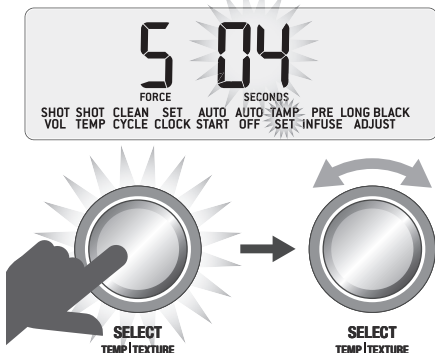 5 04
FORCE SECONDS
SHOT SHOT CLEAN SET AUTO AUTO TAMP PRE LONG BLACK
VOL TEMP CYCLE CLOCK START OFF SET INFUSE ADJUST
SELECT SELECT
TEMP|TEXTURE TEMP|TEXTURE